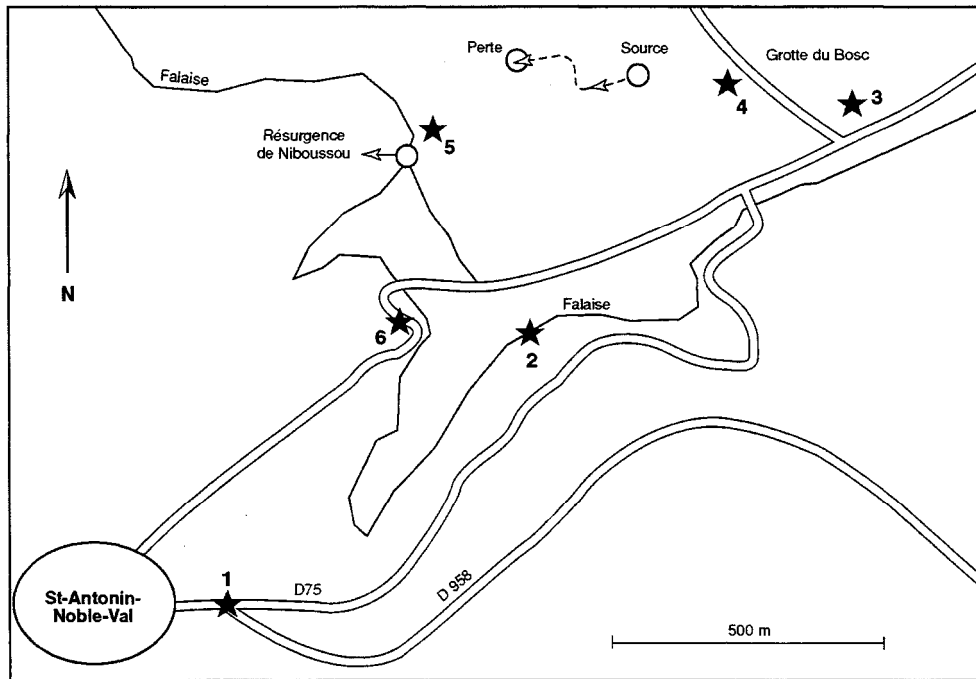 Perte
Source
Grotte du Bosc
Falaise
4
3
Résurgence
de Niboussou
5
N
Falaise
6
2
1
St-Antonin-
Noble-Val
D75
D 958
500 m